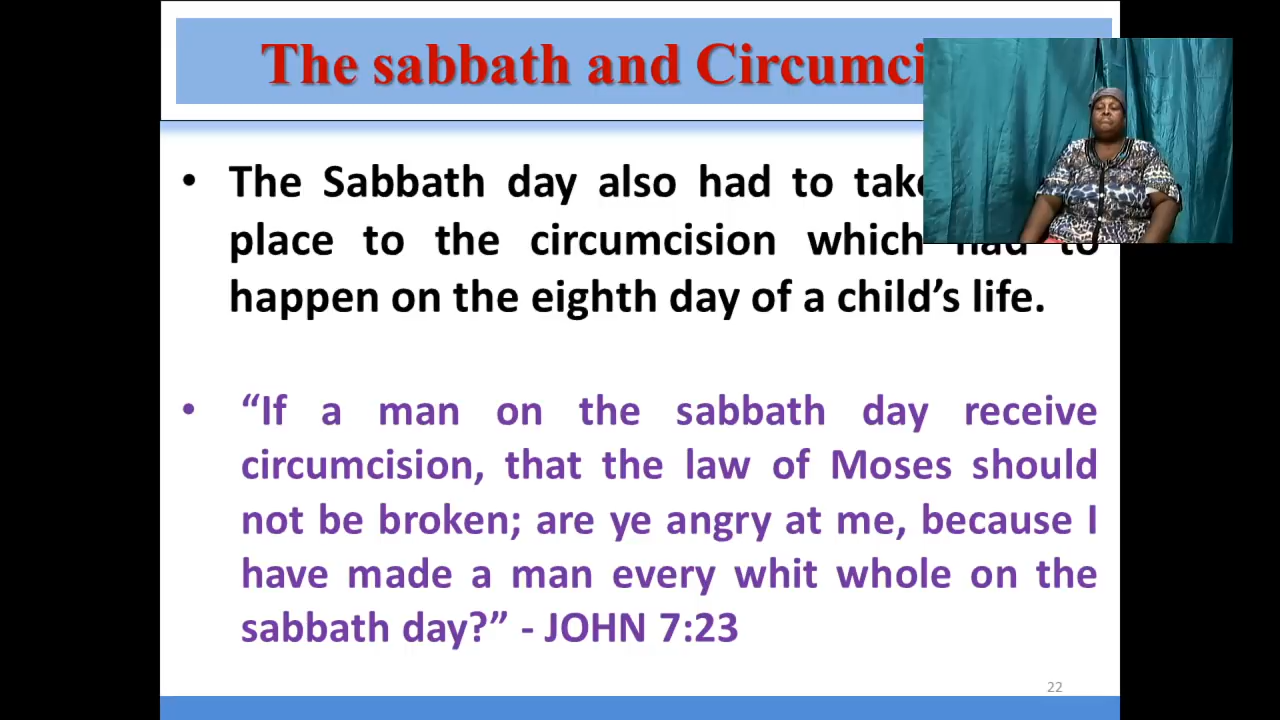 The sabbath and Circumci
• The Sabbath day also had to take
place to the circumcision which had to
happen on the eighth day of a child’s life.
• “If a man on the sabbath day receive
circumcision, that the law of Moses should
not be broken; are ye angry at me, because I
have made a man every whit whole on the
sabbath day?” - JOHN 7:23
22